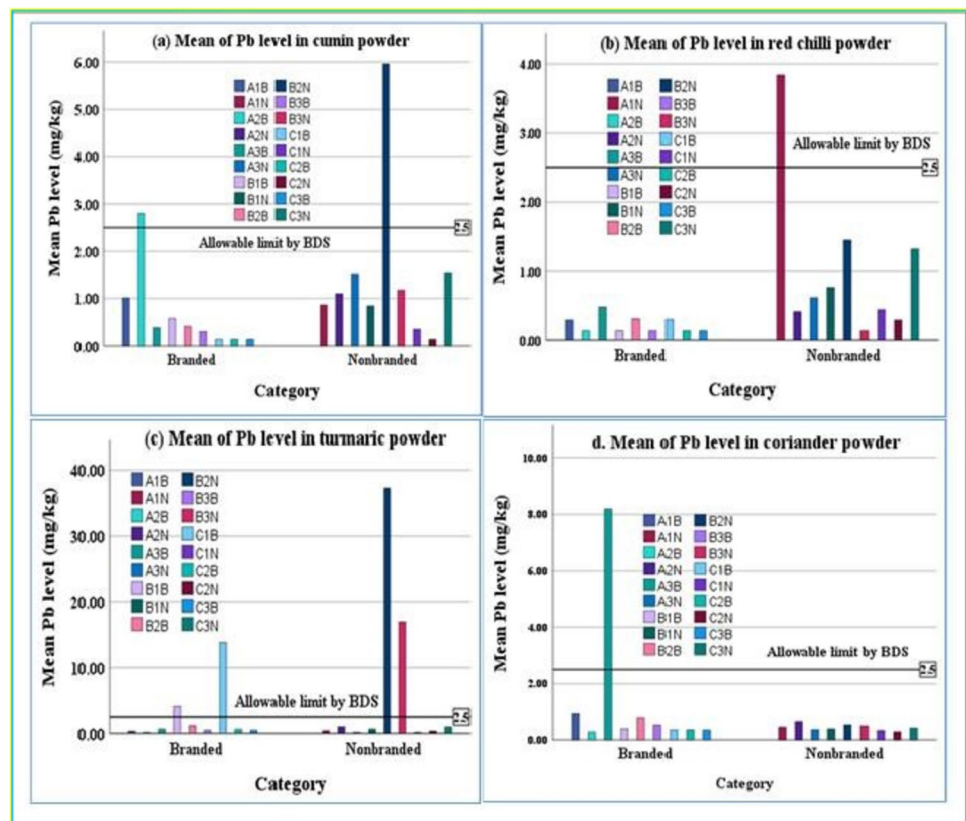 (a) Mean of Pb level in cumin powder
Mean Pb level (mg/kg)
6.00
5.00
4.00
3.00
2.00
1.00
0.00
A1B B2N
A1N B3B
A2B B3N
A2N C1B
A3B C1N
A3N C2B
B1B C2N
B1N C3B
B2B C3N
2.5
Allowable limit by BDS
Branded Nonbranded
Category
(b) Mean of Pb level in red chilli powder
Mean Pb level (mg/kg)
4.00
3.00
2.00
1.00
0.00
A1B B2N
A1N B3B
A2B B3N
A2N C1B
A3B C1N
A3N C2B
B1B C2N
B1N C3B
B2B C3N
Allowable limit by BDS
2.5
Branded Nonbranded
Category
(c) Mean of Pb level in turmaric powder
Mean Pb level (mg/kg)
40.00
30.00
20.00
10.00
0.00
A1B B2N
A1N B3B
A2B B3N
A2N C1B
A3B C1N
A3N C2B
B1B C2N
B1N C3B
B2B C3N
Allowable limit by BDS
2.5
Branded Nonbranded
Category
d. Mean of Pb level in coriander powder
Mean Pb level (mg/kg)
10.00
8.00
6.00
4.00
2.00
0.00
A1B B2N
A1N B3B
A2B B3N
A2N C1B
A3B C1N
A3N C2B
B1B C2N
B1N C3B
B2B C3N
Allowable limit by BDS
2.5
Branded Nonbranded
Category